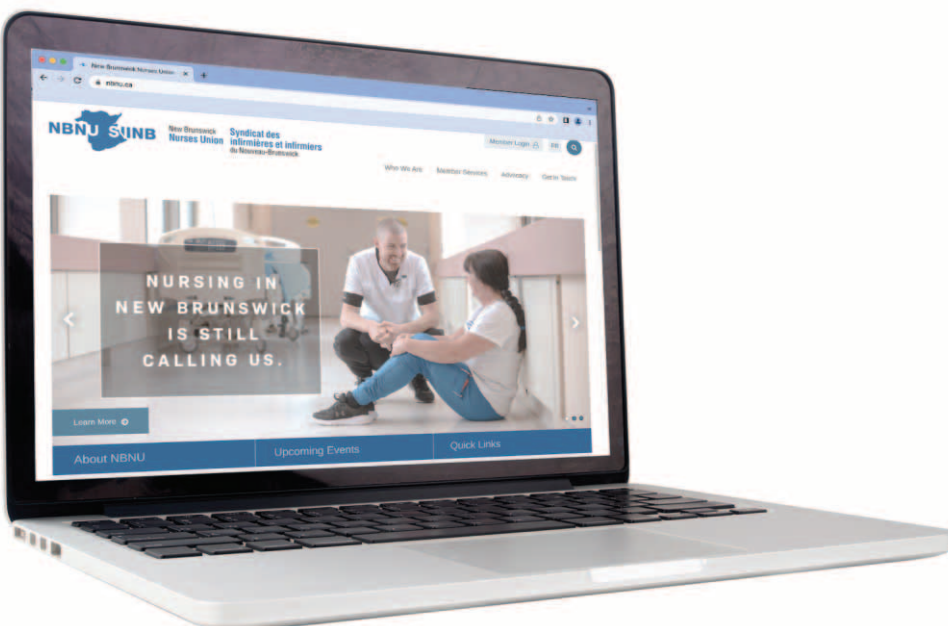 New Brunswick Nurses Union
nbnu.ca
NBNU SIINB
New Brunswick
Nurses Union
Syndicat des
infirmières et infirmiers
du Nouveau-Brunswick
Member Login
FR
Who We Are
Member Services
Advocacy
Get in Touch
NURSING IN
NEW BRUNSWICK
IS STILL
CALLING US.
Learn More
About NBNU
Upcoming Events
Quick Links